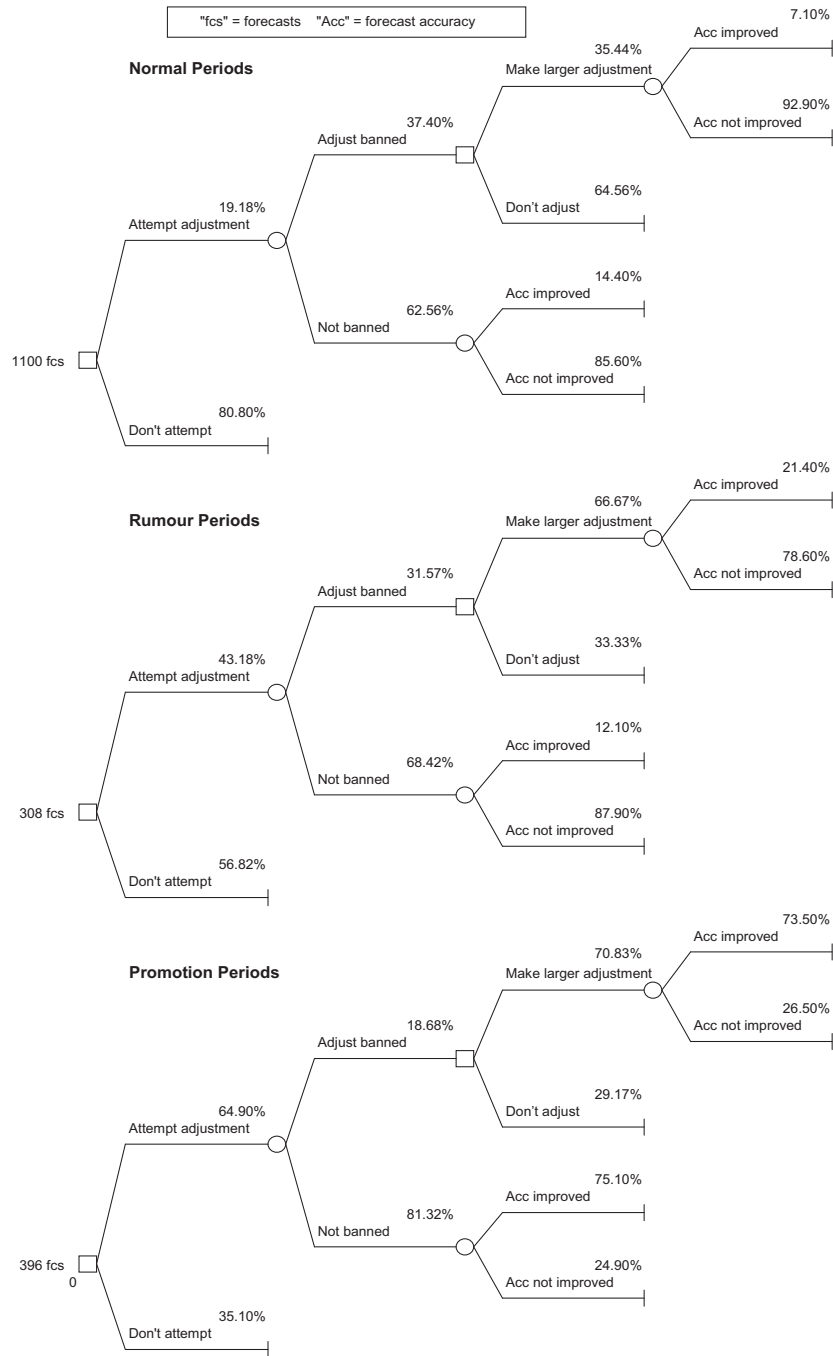 "fcs" = forecasts "Acc" = forecast accuracy
Normal Periods
7.10%
Acc improved
35.44%
Make larger adjustment
92.90%
Acc not improved
37.40%
Adjust banned
64.56%
Don't adjust
19.18%
Attempt adjustment
14.40%
Acc improved
62.56%
Not banned
85.60%
Acc not improved
1100 fcs
80.80%
Don't attempt
Rumour Periods
21.40%
Acc improved
66.67%
Make larger adjustment
78.60%
Acc not improved
31.57%
Adjust banned
33.33%
Don't adjust
43.18%
Attempt adjustment
12.10%
Acc improved
68.42%
Not banned
87.90%
Acc not improved
308 fcs
56.82%
Don't attempt
Promotion Periods
73.50%
Acc improved
70.83%
Make larger adjustment
26.50%
Acc not improved
18.68%
Adjust banned
29.17%
Don't adjust
64.90%
Attempt adjustment
75.10%
Acc improved
81.32%
Not banned
24.90%
Acc not improved
396 fcs
0
35.10%
Don't attempt